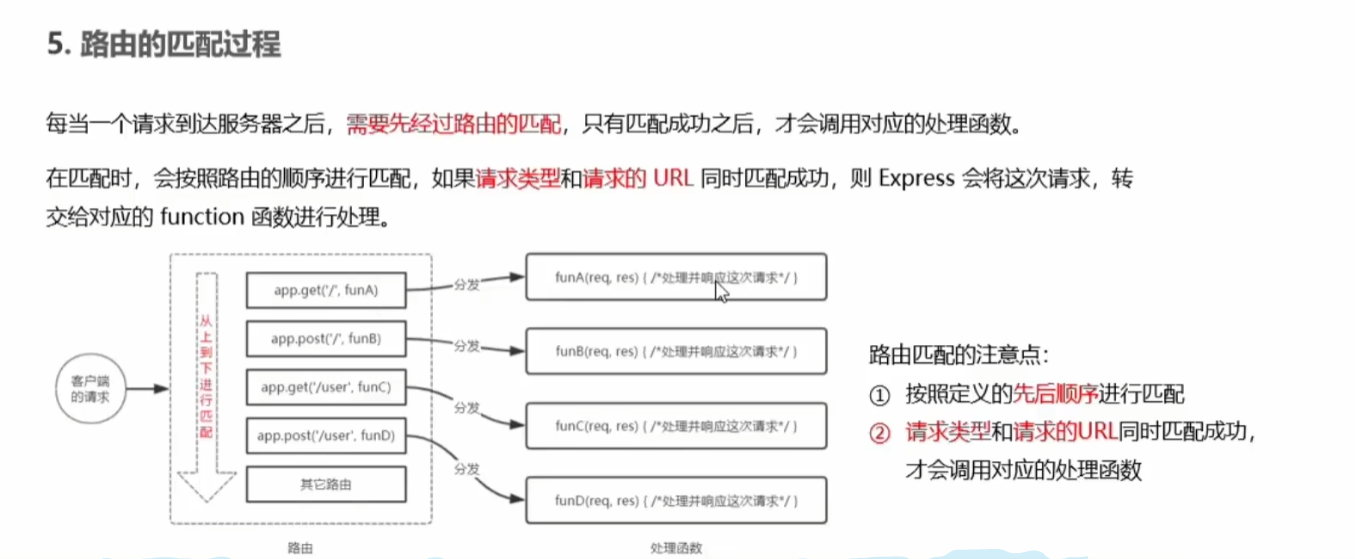 5. 路由的匹配过程
每当一个请求到达服务器之后，需要先经过路由的匹配，只有匹配成功之后，才会调用对应的处理函数。
在匹配时，会按照路由的顺序进行匹配，如果请求类型和请求的 URL 同时匹配成功，则 Express 会将这次请求，转
交给对应的 function 函数进行处理。
客户端
的请求
从上到下进行匹配
app.get('/', funA)
app.post('/', funB)
app.get('/user', funC)
app.post('/user', funD)
其它路由
路由
分发
分发
分发
分发
funA(req, res) { /*处理并响应这次请求*/ }
funB(req, res) { /*处理并响应这次请求*/ }
funC(req, res) { /*处理并响应这次请求*/ }
funD(req, res) { /*处理并响应这次请求*/ }
处理函数
路由匹配的注意点：
① 按照定义的先后顺序进行匹配
② 请求类型和请求的URL同时匹配成功，
才会调用对应的处理函数